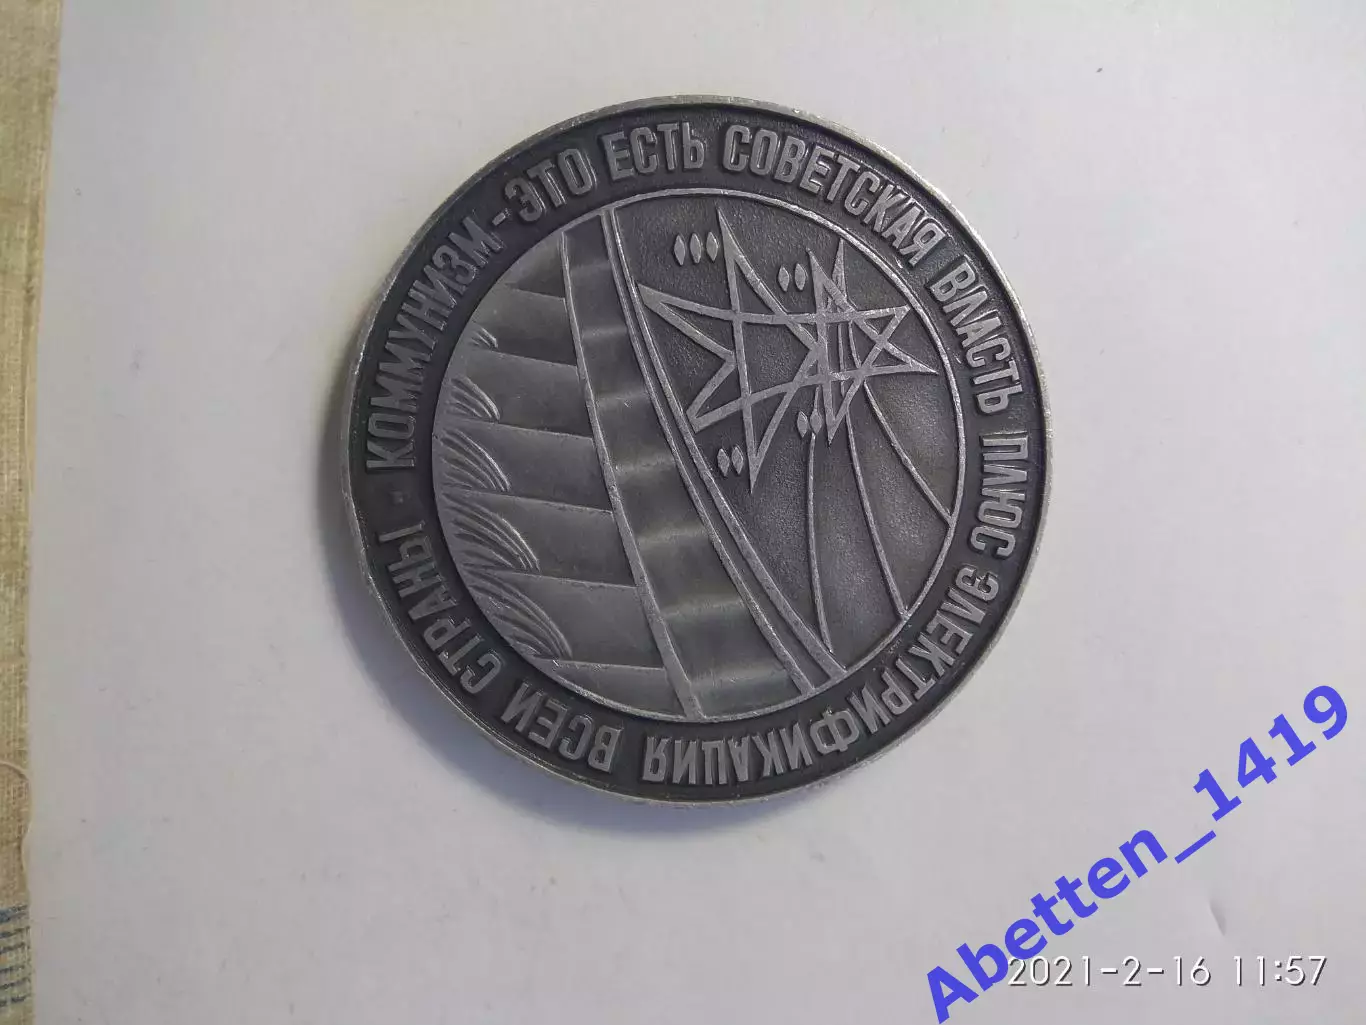 КОММУНИЗМ - ЭТО ЕСТЬ СОВЕТСКАЯ ВЛАСТЬ ПЛЮС ЭЛЕКТРИФИКАЦИЯ ВСЕЙ СТРАНЫ ·
Abetten_1419
2021-2-16 11:57